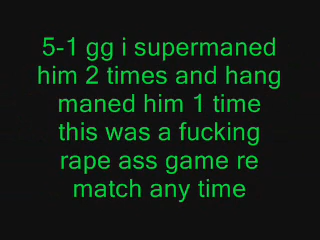 5-1 gg i supermaned
him 2 times and hang
maned him 1 time
this was a fucking
rape ass game re
match any time